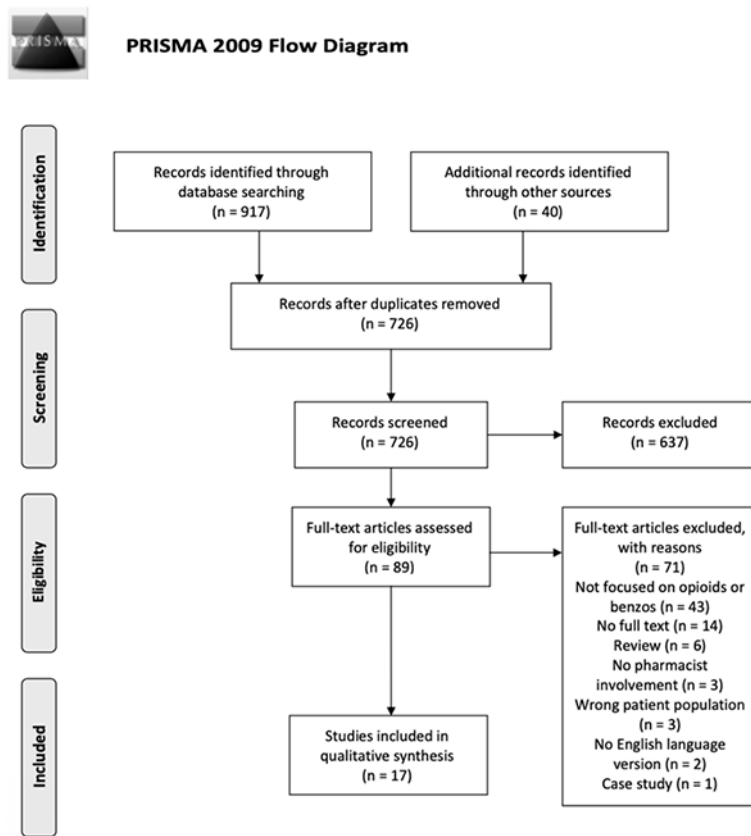 PRISMA
PRISMA 2009 Flow Diagram
Identification
Records identified through
database searching
(n = 917)
Additional records identified
through other sources
(n = 40)
Records after duplicates removed
(n = 726)
Screening
Records screened
(n = 726)
Records excluded
(n = 637)
Eligibility
Full-text articles assessed
for eligibility
(n = 89)
Full-text articles excluded,
with reasons
(n = 71)
Not focused on opioids or
benzos (n = 43)
No full text (n = 14)
Review (n = 6)
No pharmacist
involvement (n = 3)
Wrong patient population
(n = 3)
No English language
version (n = 2)
Case study (n = 1)
Included
Studies included in
qualitative synthesis
(n = 17)